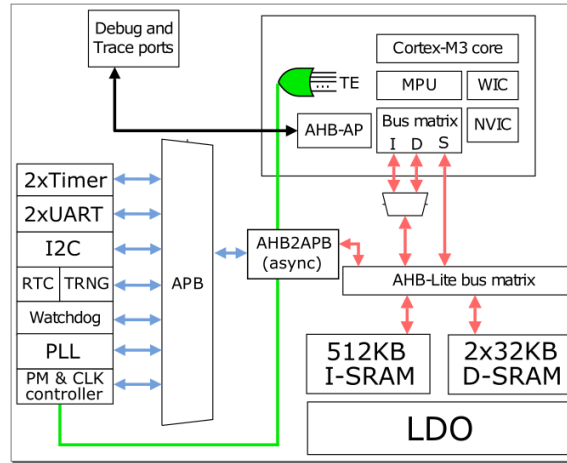 Debug and
Trace ports
Cortex-M3 core
TE
...
MPU
WIC
AHB-AP
Bus matrix
I D S
NVIC
2xTimer
2xUART
I2C
RTC TRNG
Watchdog
PLL
PM & CLK
controller
APB
AHB2APB
(async)
AHB-Lite bus matrix
512KB
I-SRAM
2x32KB
D-SRAM
LDO